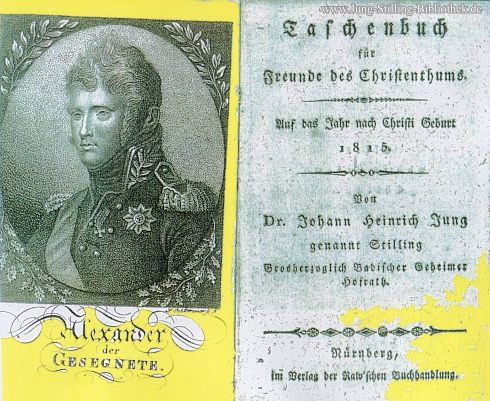 www.Jung-Stilling-Bibliothek.de
Alexander
der
GESEGNETE.
Taschenbuch
für
Freunde des Christenthums.
Auf das Jahr nach Christi Geburt
1815.
Von
Dr. Johann Heinrich Jung
genannt Stilling
Grosherzoglich Badischer Geheimer
Hofrath.
Nürnberg,
im Verlag der Raw'schen Buchhandlung.